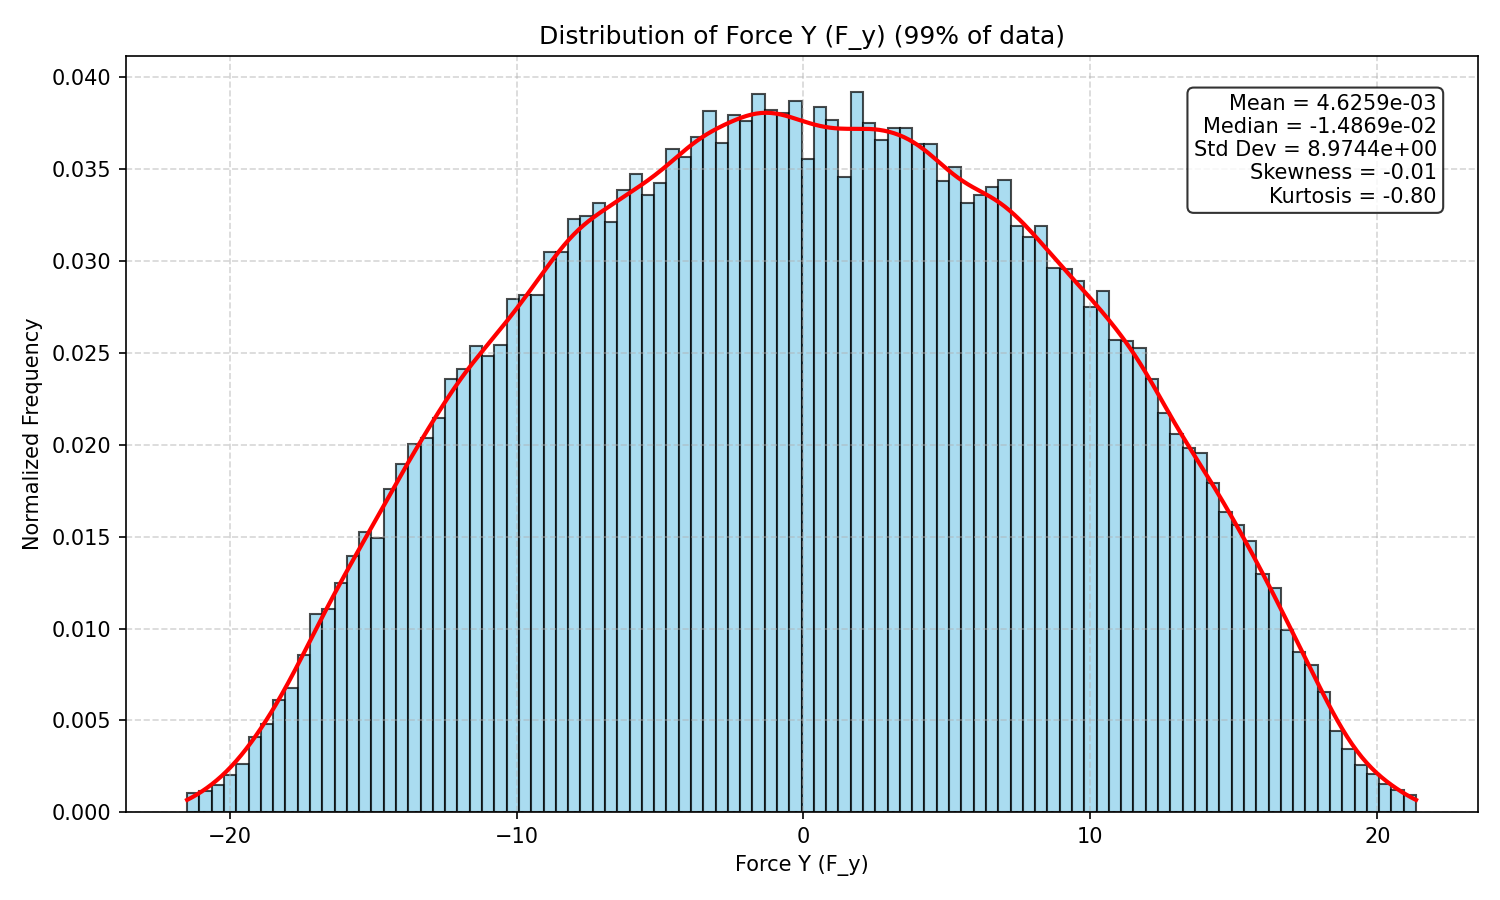 Distribution of Force Y (F_y) (99% of data)
Mean = 4.6259e-03
Median = -1.4869e-02
Std Dev = 8.9744e+00
Skewness = -0.01
Kurtosis = -0.80
Normalized Frequency
0.040
0.035
0.030
0.025
0.020
0.015
0.010
0.005
0.000
−20
−10
0
10
20
Force Y (F_y)